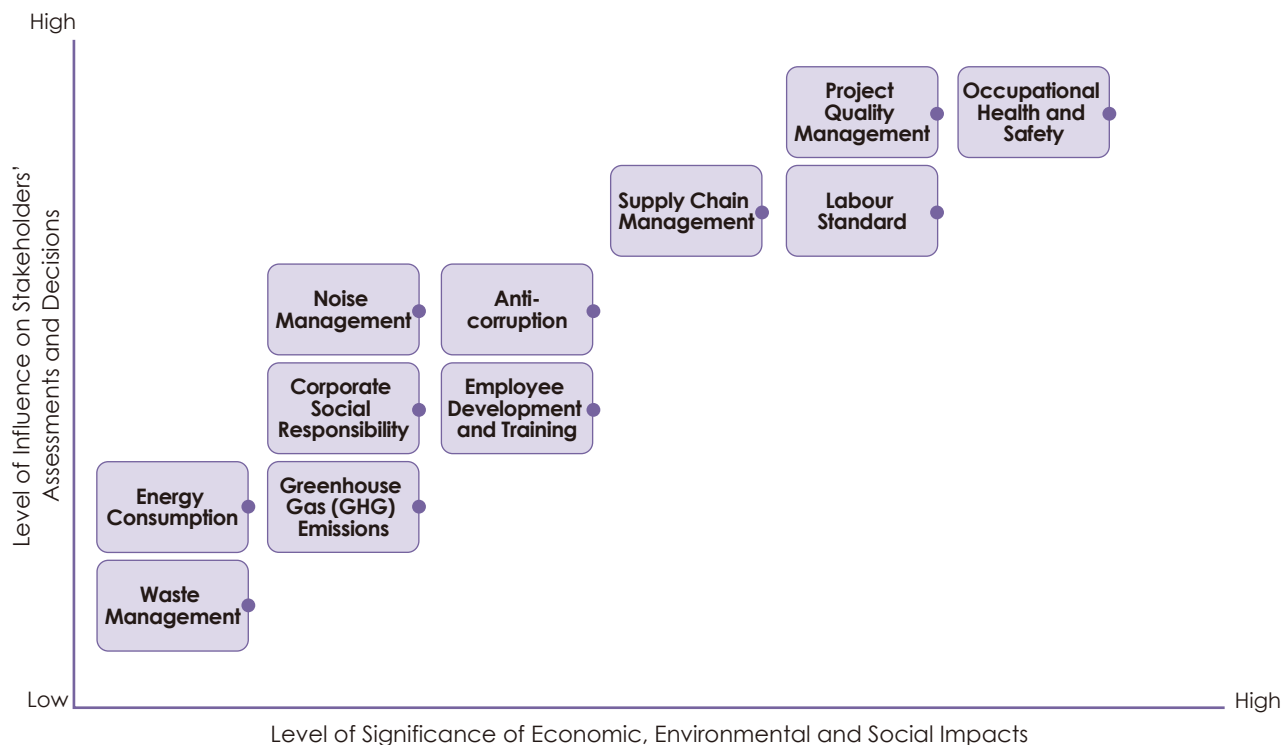 High
Level of Influence on Stakeholders'
Assessments and Decisions
Project
Quality
Management
Occupational
Health and
Safety
Supply Chain
Management
Labour
Standard
Noise
Management
Anti-
corruption
Corporate
Social
Responsibility
Employee
Development
and Training
Energy
Consumption
Greenhouse
Gas (GHG)
Emissions
Waste
Management
Low
High
Level of Significance of Economic, Environmental and Social Impacts